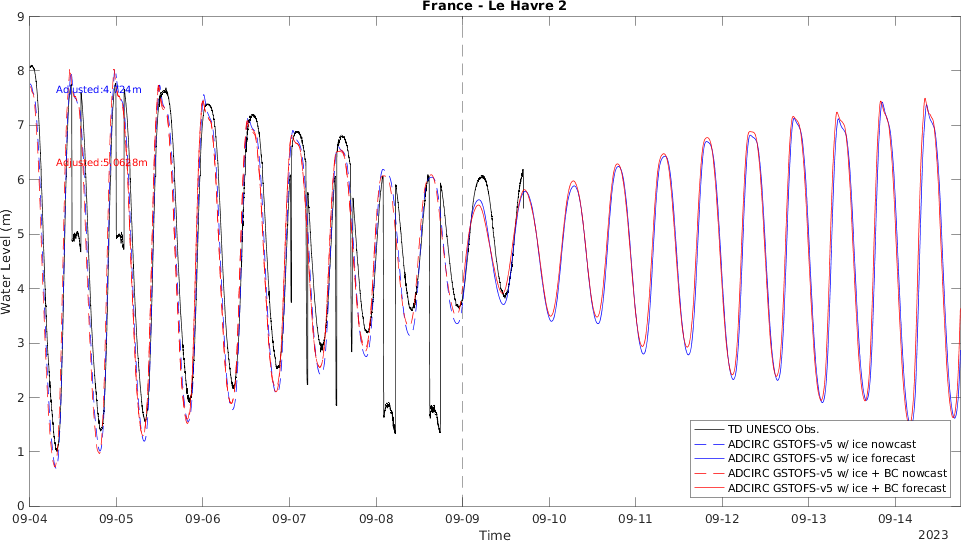 France - Le Havre 2
9
8
7
6
5
4
3
2
1
0
Water Level (m)
Adjusted:4.7724m
Adjusted:5.0628m
TD UNESCO Obs.
ADCIRC GSTOFS-v5 w/ ice nowcast
ADCIRC GSTOFS-v5 w/ ice forecast
ADCIRC GSTOFS-v5 w/ ice + BC nowcast
ADCIRC GSTOFS-v5 w/ ice + BC forecast
09-04 09-05 09-06 09-07 09-08 09-09 09-10 09-11 09-12 09-13 09-14
Time
2023